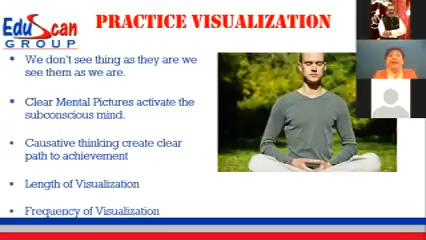 EduScan
GROUP
PRACTICE VISUALIZATION
We don't see thing as they are we
see them as we are.
Clear Mental Pictures activate the
subconscious mind.
Causative thinking create clear
path to achievement
Length of Visualization
Frequency of Visualization